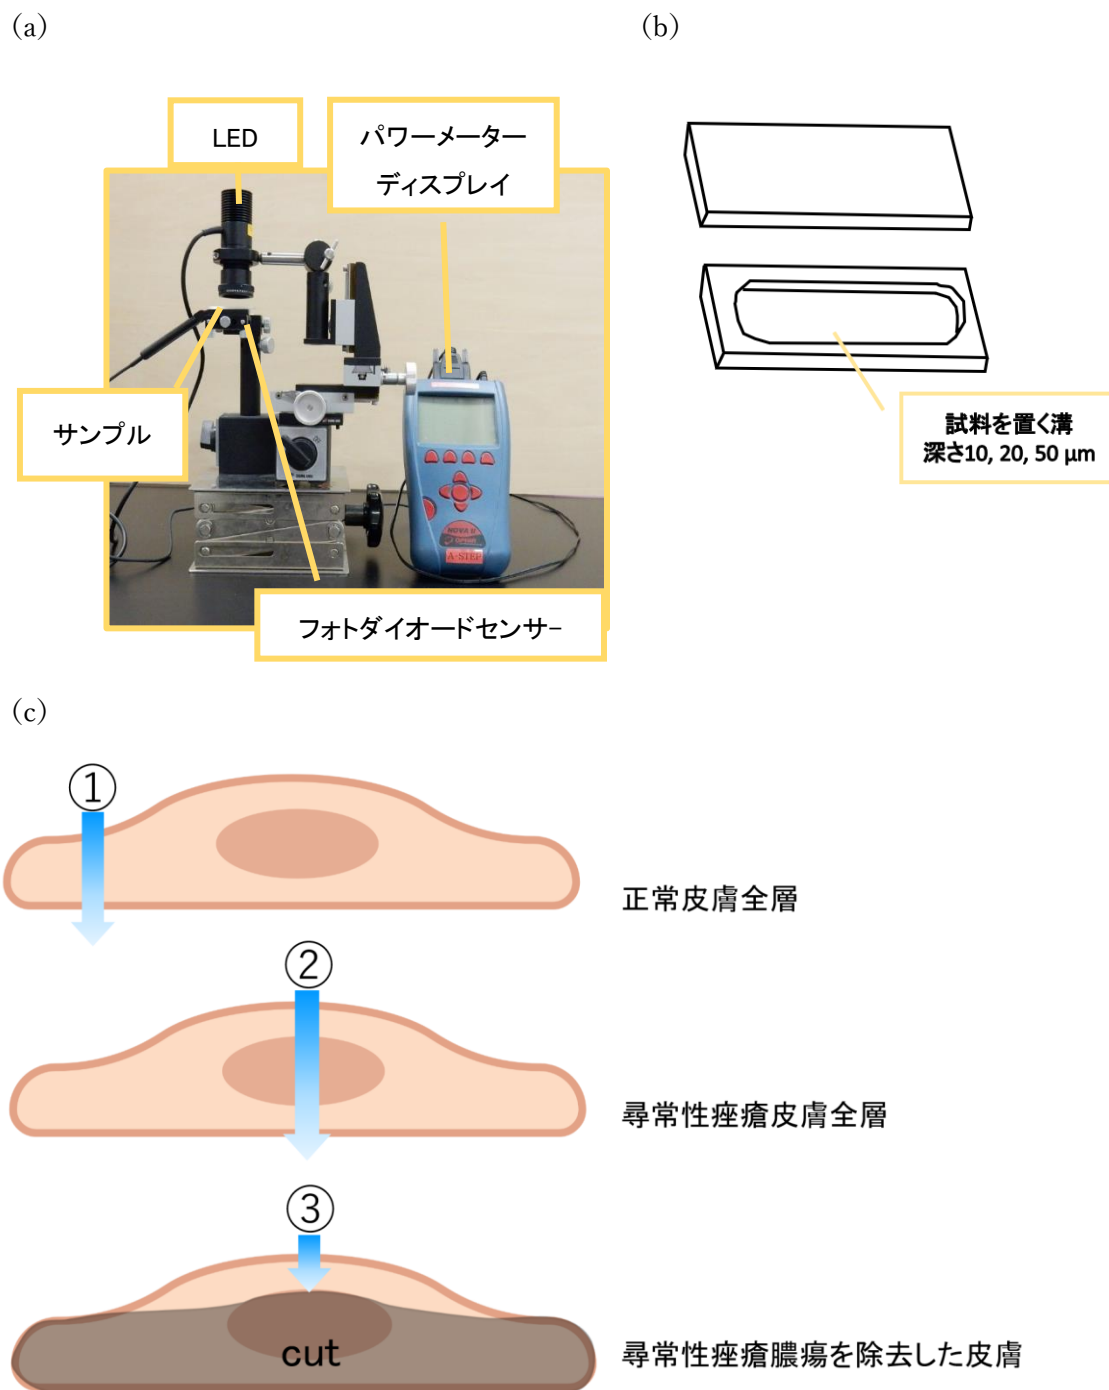 (a)
(b)
LED
パワーメーター
ディスプレイ
サンプル
フォトダイオードセンサー
NOVA II
A-STEP
試料を置く溝
深さ10, 20, 50 µm
(c)
①
正常皮膚全層
②
尋常性痤瘡皮膚全層
③
cut
尋常性痤瘡膿瘍を除去した皮膚